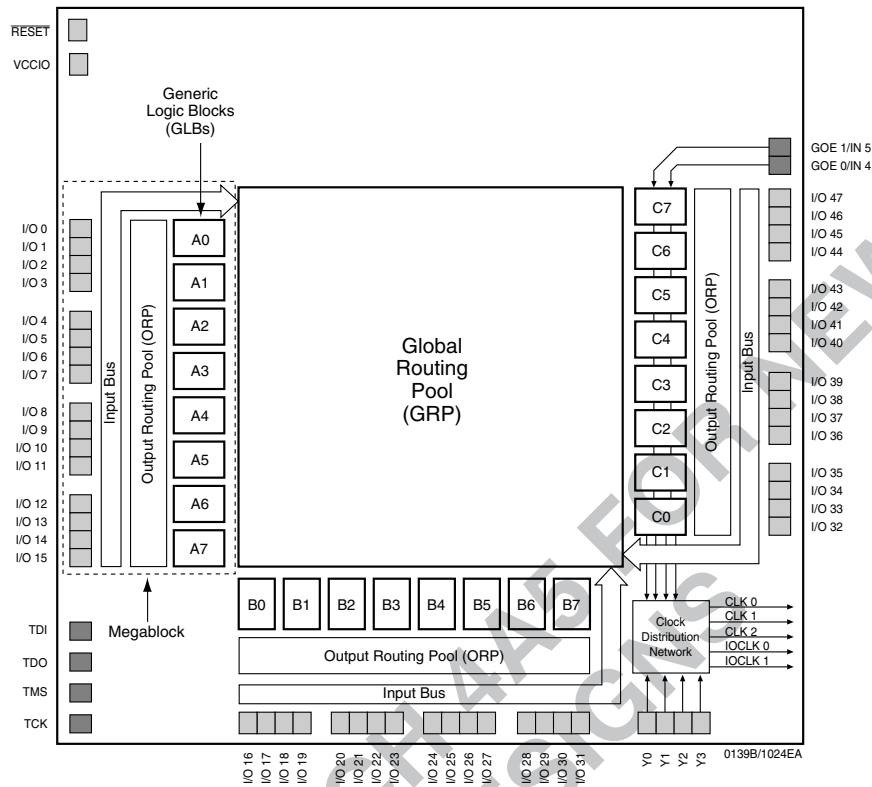 RESET
VCCIO
Generic
Logic Blocks
(GLBs)
GOE 1/IN 5
GOE 0/IN 4
I/O 0
I/O 1
I/O 2
I/O 3
I/O 4
I/O 5
I/O 6
I/O 7
I/O 8
I/O 9
I/O 10
I/O 11
I/O 12
I/O 13
I/O 14
I/O 15
Input Bus
Output Routing Pool (ORP)
A0
A1
A2
A3
A4
A5
A6
A7
Global
Routing
Pool
(GRP)
C7
C6
C5
C4
C3
C2
C1
C0
Output Routing Pool (ORP)
Input Bus
I/O 47
I/O 46
I/O 45
I/O 44
I/O 43
I/O 42
I/O 41
I/O 40
I/O 39
I/O 38
I/O 37
I/O 36
I/O 35
I/O 34
I/O 33
I/O 32
TDI
TDO
TMS
TCK
Megablock
B0 B1 B2 B3 B4 B5 B6 B7
Output Routing Pool (ORP)
Input Bus
Clock
Distribution
Network
CLK 0
CLK 1
CLK 2
IOCLK 0
IOCLK 1
I/O 16
I/O 17
I/O 18
I/O 19
I/O 20
I/O 21
I/O 22
I/O 23
I/O 24
I/O 25
I/O 26
I/O 27
I/O 28
I/O 29
I/O 30
I/O 31
Y0
Y1
Y2
Y3
0139B/1024EA
CH 4A5 FOR NEW
ESIGNS